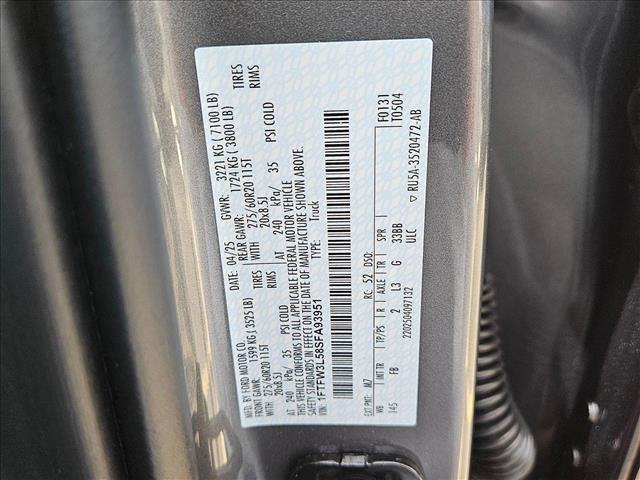 MFD. BY FORD MOTOR CO.
DATE: 04/25 GVWR: 3221 KG ( 7100 LB)
FRONT GAWR: 1599 KG ( 3525 LB) REAR GAWR: 1724 KG ( 3800 LB)
WITH 275/60R20 115T TIRES WITH 275/60R20 115T TIRES
20x8.5J RIMS 20x8.5J RIMS
AT 240 kPa/ 35 PSI COLD AT 240 kPa/ 35 PSI COLD
THIS VEHICLE CONFORMS TO ALL APPLICABLE FEDERAL MOTOR VEHICLE
SAFETY STANDARDS IN EFFECT ON THE DATE OF MANUFACTURE SHOWN ABOVE.
VIN: 1FTFW3L58SFA93951
Truck
F0131
T0504
EXT PNT: M7 RC: 52 DSO:
WB INT TR TP/PS R AXLE TR SPR
145 FB 2 L3 G 33BB
ULC
2202504097132
▽ RU5A-3520472-AB